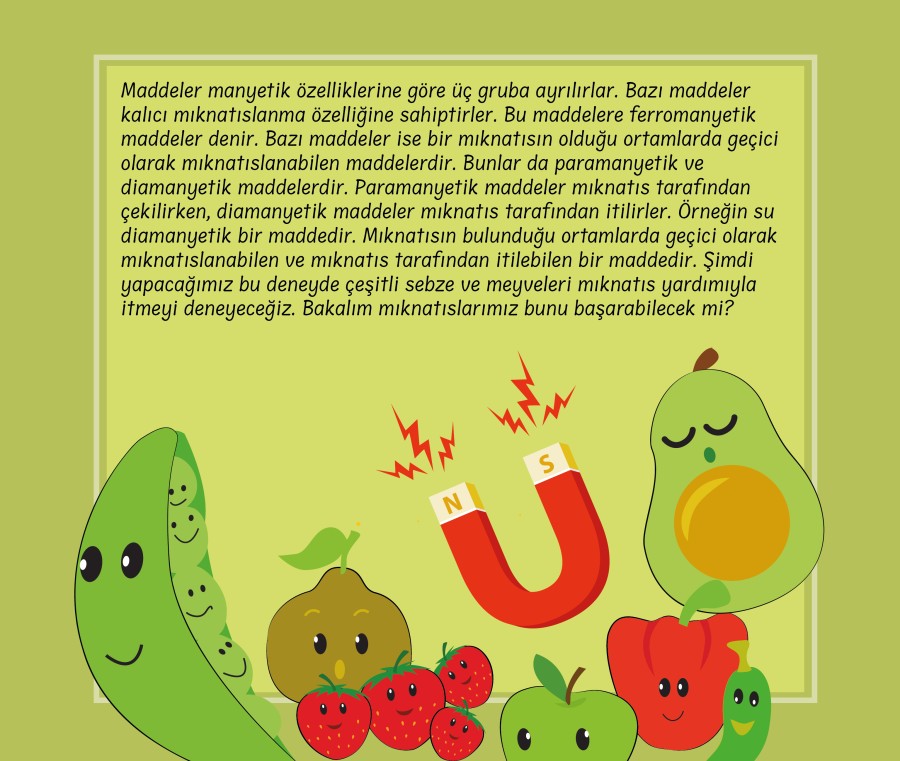 Maddeler manyetik özelliklerine göre üç gruba ayrılırlar. Bazı maddeler
kalıcı mıknatıslanma özelliğine sahiptirler. Bu maddelere ferromanyetik
maddeler denir. Bazı maddeler ise bir mıknatısın olduğu ortamlarda geçici
olarak mıknatıslanabilen maddelerdir. Bunlar da paramanyetik ve
diamanyetik maddelerdir. Paramanyetik maddeler mıknatıs tarafından
çekilirken, diamanyetik maddeler mıknatıs tarafından itilirler. Örneğin su
diamanyetik bir maddedir. Mıknatısın bulunduğu ortamlarda geçici olarak
mıknatıslanabilen ve mıknatıs tarafından itilebilen bir maddedir. Şimdi
yapacağımız bu deneyde çeşitli sebze ve meyveleri mıknatıs yardımıyla
itmeyi deneyeceğiz. Bakalım mıknatıslarımız bunu başarabilecek mi?
S
N